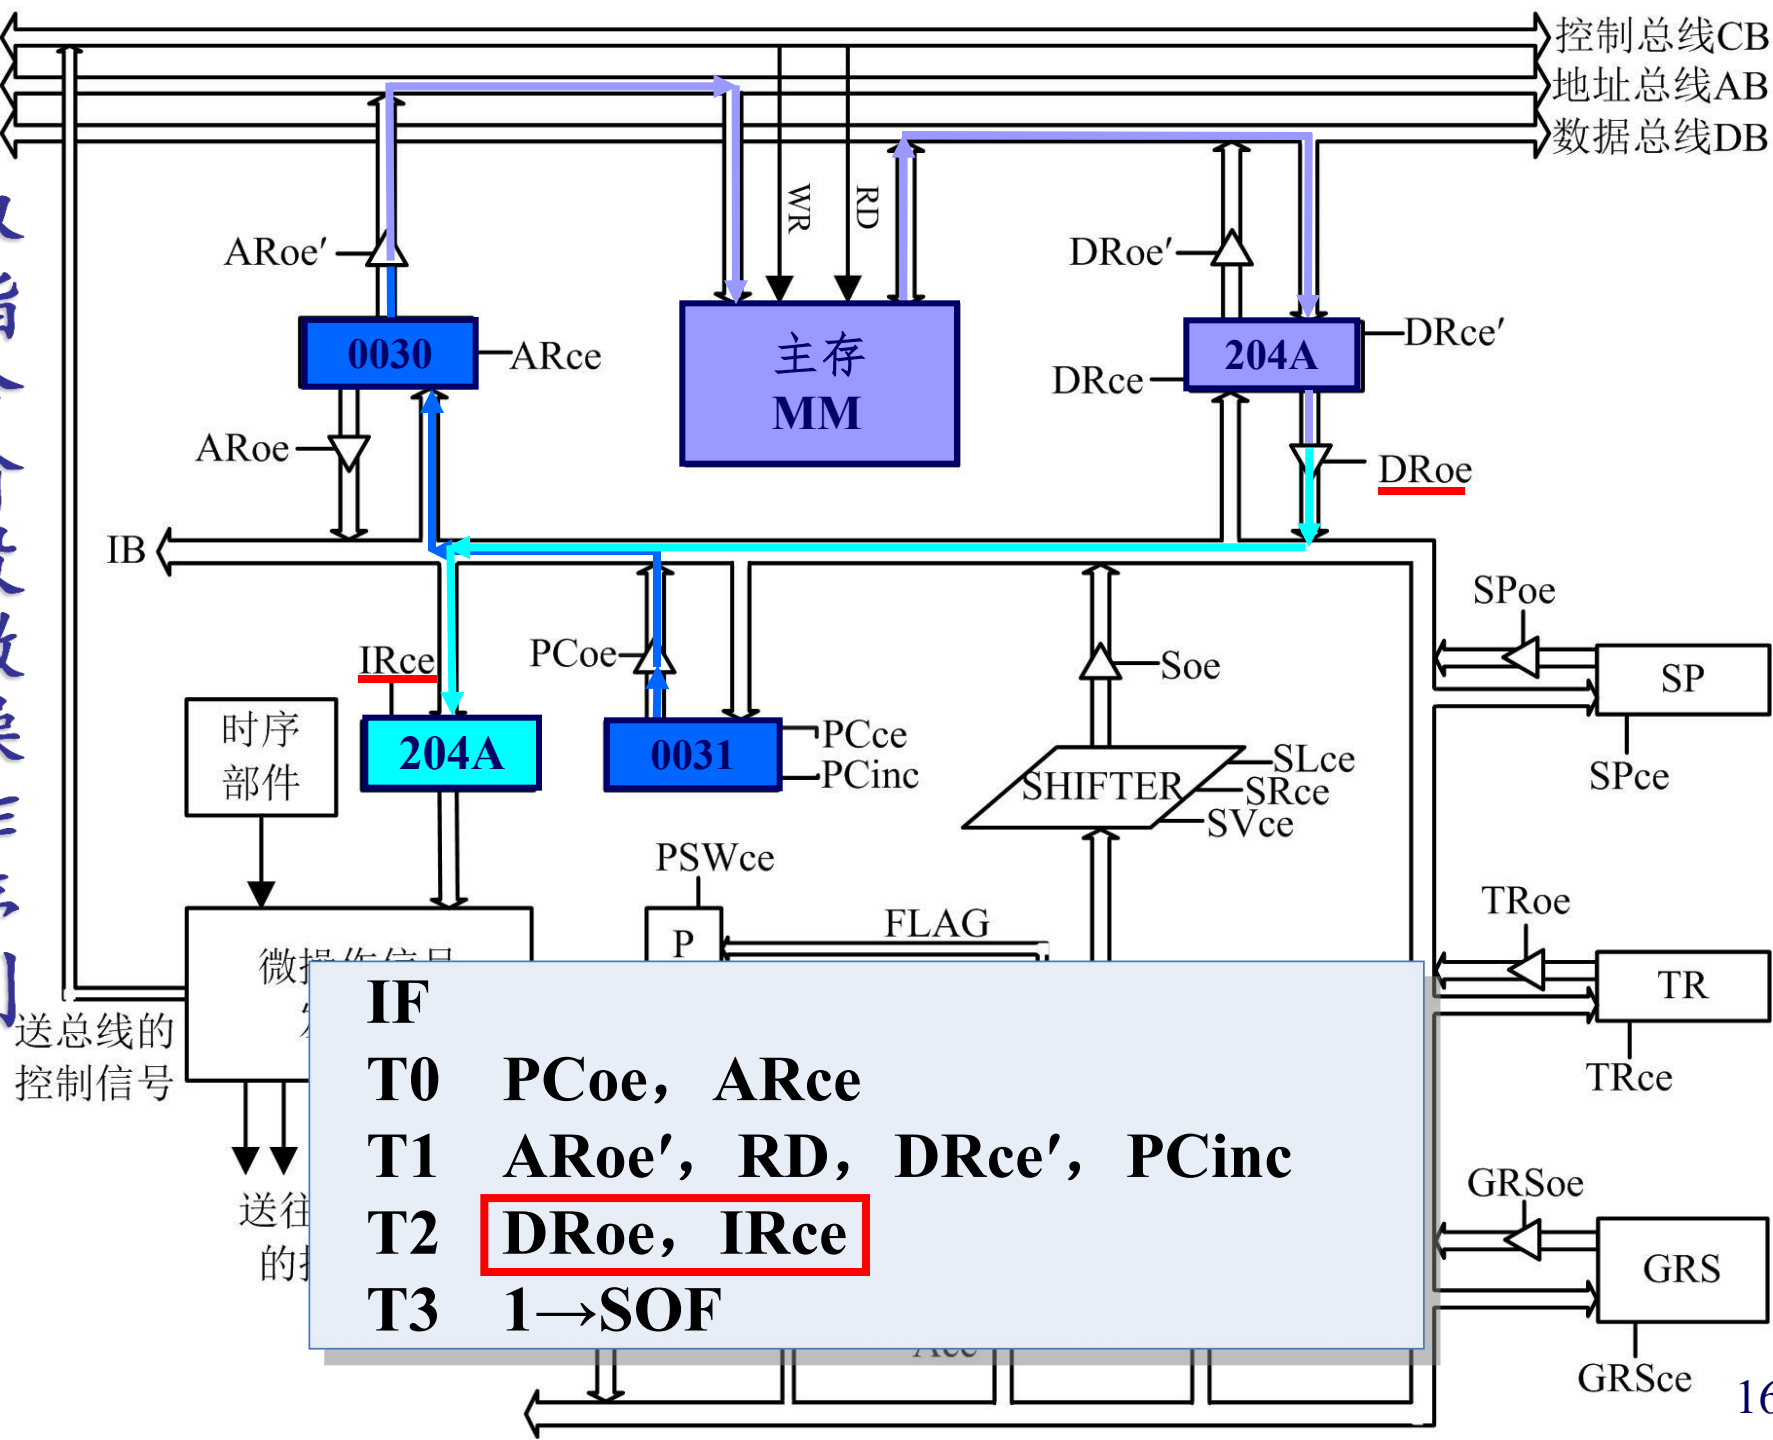 控制总线CB
地址总线AB
数据总线DB
WR
RD
ARoe′
DRoe′
0030
ARce
主存
MM
204A
DRce′
DRce
ARoe
DRoe
IB
SPoe
IRce
PCoe
Soe
SP
时序
部件
204A
0031
PCce
PCinc
SHIFTER
SLce
SRce
SVce
SPce
PSWce
P
FLAG
TRoe
TR
TRce
送总线的
控制信号
IF
T0 PCoe，ARce
T1 ARoe′，RD，DRce′，PCinc
T2 DRoe，IRce
T3 1→SOF
送往
的
GRSoe
GRS
GRSce
16